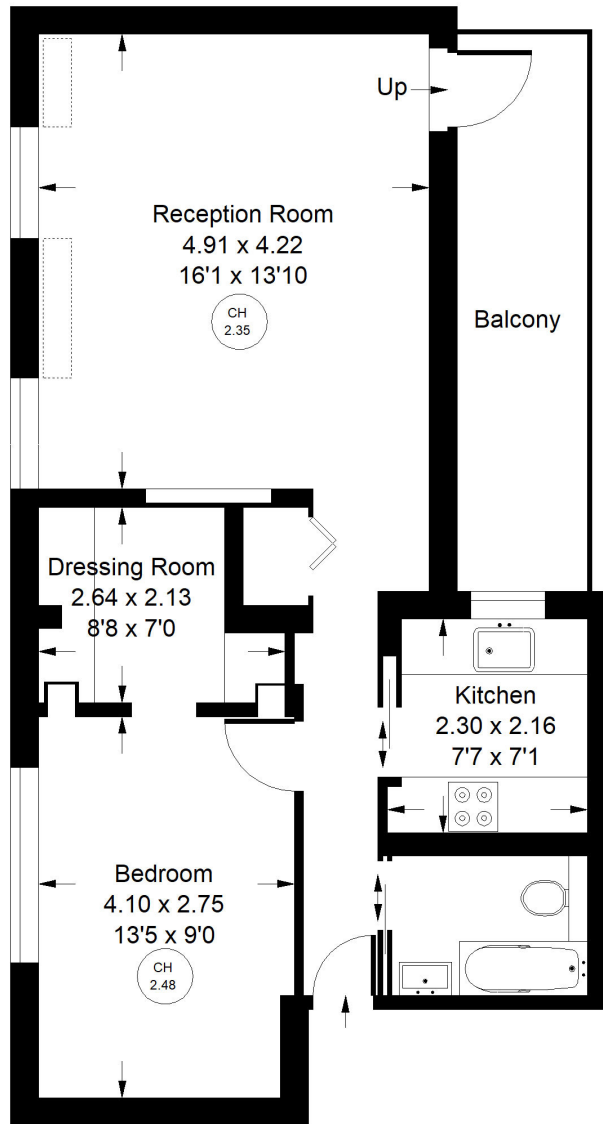 Up
Reception Room
4.91 x 4.22
16'1 x 13'10
CH
2.35
Balcony
Dressing Room
2.64 x 2.13
8'8 x 7'0
Kitchen
2.30 x 2.16
7'7 x 7'1
Bedroom
4.10 x 2.75
13'5 x 9'0
CH
2.48